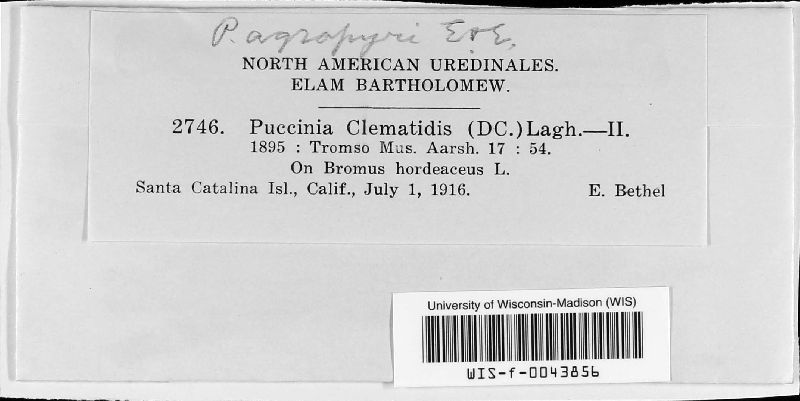 P. agropyri E&E,
NORTH AMERICAN UREDINALES.
ELAM BARTHOLOMEW.
2746. Puccinia Clematidis (DC.) Lagh.—II.
1895 : Tromso Mus. Aarsh. 17 : 54.
On Bromus hordeaceus L.
Santa Catalina Isl., Calif., July 1, 1916. E. Bethel
University of Wisconsin-Madison (WIS)
WIS-f-0043856